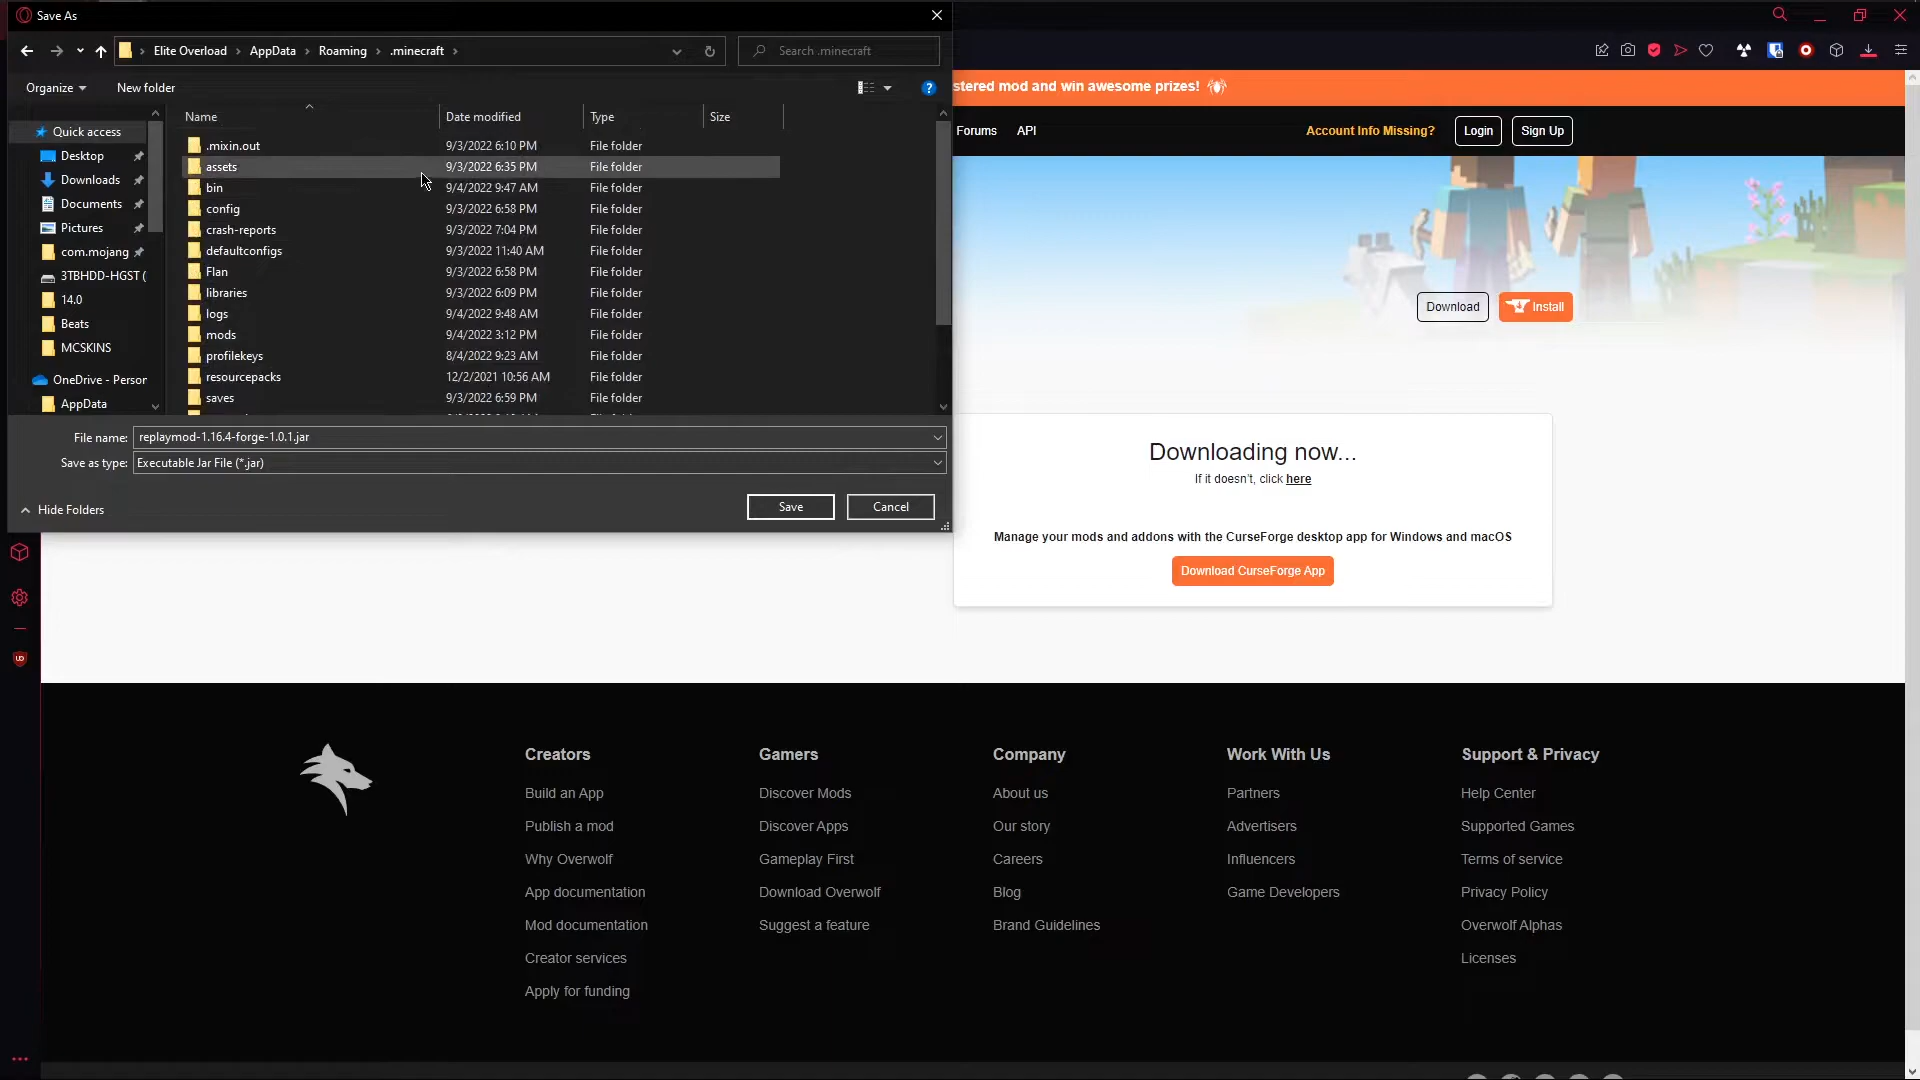 Save As
Elite Overload > AppData > Roaming > .minecraft >
Search .minecraft
Organize
New folder
Name
Date modified
Type
Size
Quick access
Desktop
Downloads
Documents
Pictures
com.mojang
3TBHDD-HGST (
14.0
Beats
MCSKINS
OneDrive - Person
AppData
.mixin.out 9/3/2022 6:10 PM File folder
assets 9/3/2022 6:35 PM File folder
bin 9/4/2022 9:47 AM File folder
config 9/3/2022 6:58 PM File folder
crash-reports 9/3/2022 7:04 PM File folder
defaultconfigs 9/3/2022 11:40 AM File folder
Flan 9/3/2022 6:58 PM File folder
libraries 9/3/2022 6:09 PM File folder
logs 9/4/2022 9:48 AM File folder
mods 9/4/2022 3:12 PM File folder
profilekeys 8/4/2022 9:23 AM File folder
resourcepacks 12/2/2021 10:56 AM File folder
saves 9/3/2022 6:59 PM File folder
File name: replaymod-1.16.4-forge-1.0.1.jar
Save as type: Executable Jar File (*.jar)
Hide Folders
Save
Cancel
stered mod and win awesome prizes!
Forums
API
Account Info Missing?
Login
Sign Up
Download
Install
Downloading now...
If it doesn't, click here
Manage your mods and addons with the CurseForge desktop app for Windows and macOS
Download CurseForge App
Creators
Build an App
Publish a mod
Why Overwolf
App documentation
Mod documentation
Creator services
Apply for funding
Gamers
Discover Mods
Discover Apps
Gameplay First
Download Overwolf
Suggest a feature
Company
About us
Our story
Careers
Blog
Brand Guidelines
Work With Us
Partners
Advertisers
Influencers
Game Developers
Support & Privacy
Help Center
Supported Games
Terms of service
Privacy Policy
Overwolf Alphas
Licenses